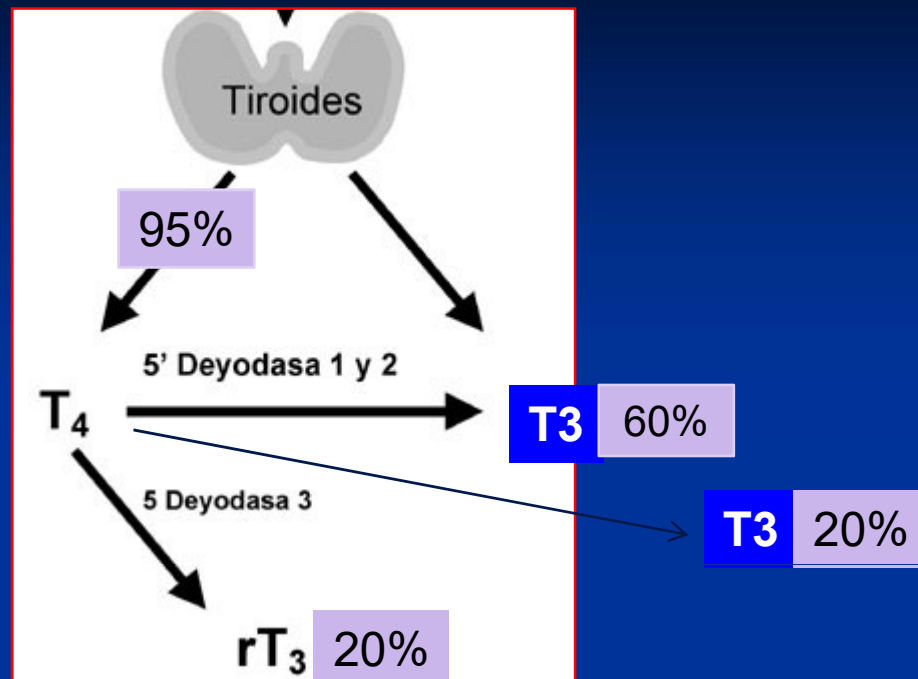 Tiroides
95%
5' Deyodasa 1 y 2
T₄
T3 60%
5 Deyodasa 3
T3 20%
rT₃ 20%